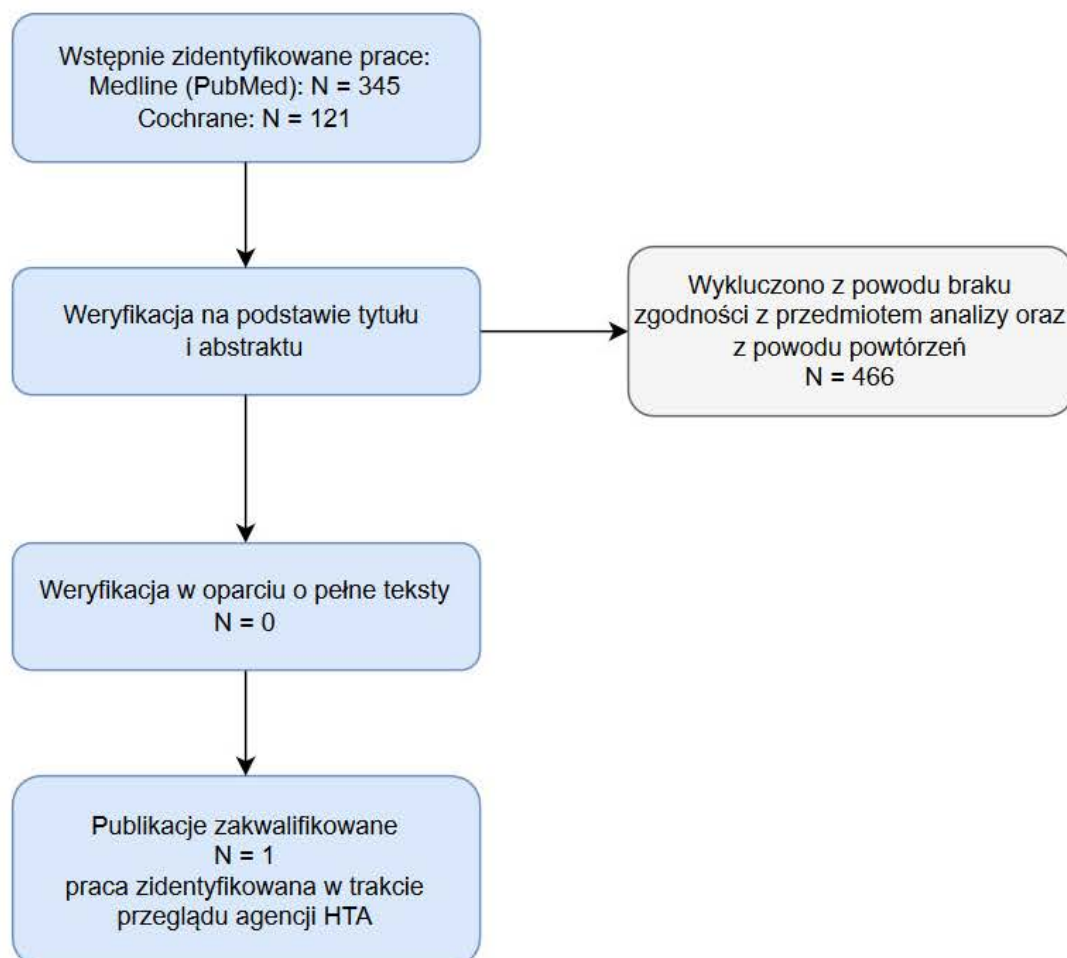 Wstępnie zidentyfikowane prace:
Medline (PubMed): N = 345
Cochrane: N = 121
Weryfikacja na podstawie tytułu
i abstraktu
Wykluczono z powodu braku
zgodności z przedmiotem analizy oraz
z powodu powtórzeń
N = 466
Weryfikacja w oparciu o pełne teksty
N = 0
Publikacje zakwalifikowane
N = 1
praca zidentyfikowana w trakcie
przeglądu agencji HTA